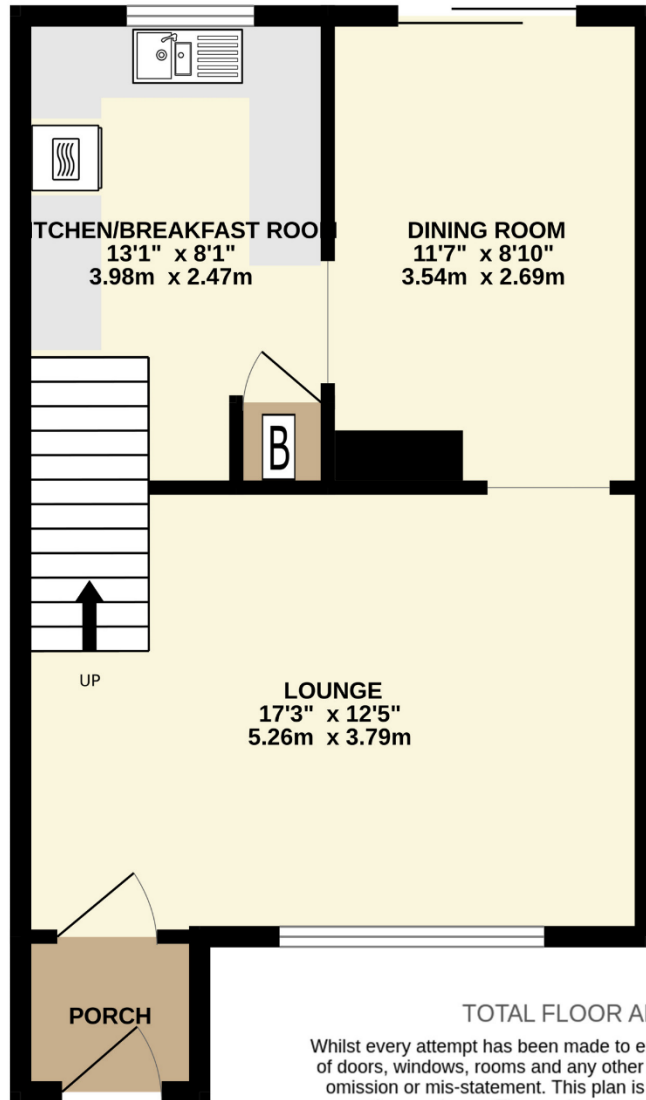 KITCHEN/BREAKFAST ROOM
13'1" x 8'1"
3.98m x 2.47m
DINING ROOM
11'7" x 8'10"
3.54m x 2.69m
B
UP
LOUNGE
17'3" x 12'5"
5.26m x 3.79m
PORCH
TOTAL FLOOR
Whilst every attempt has been made to
of doors, windows, rooms and any other
omission or mis-statement. This plan is